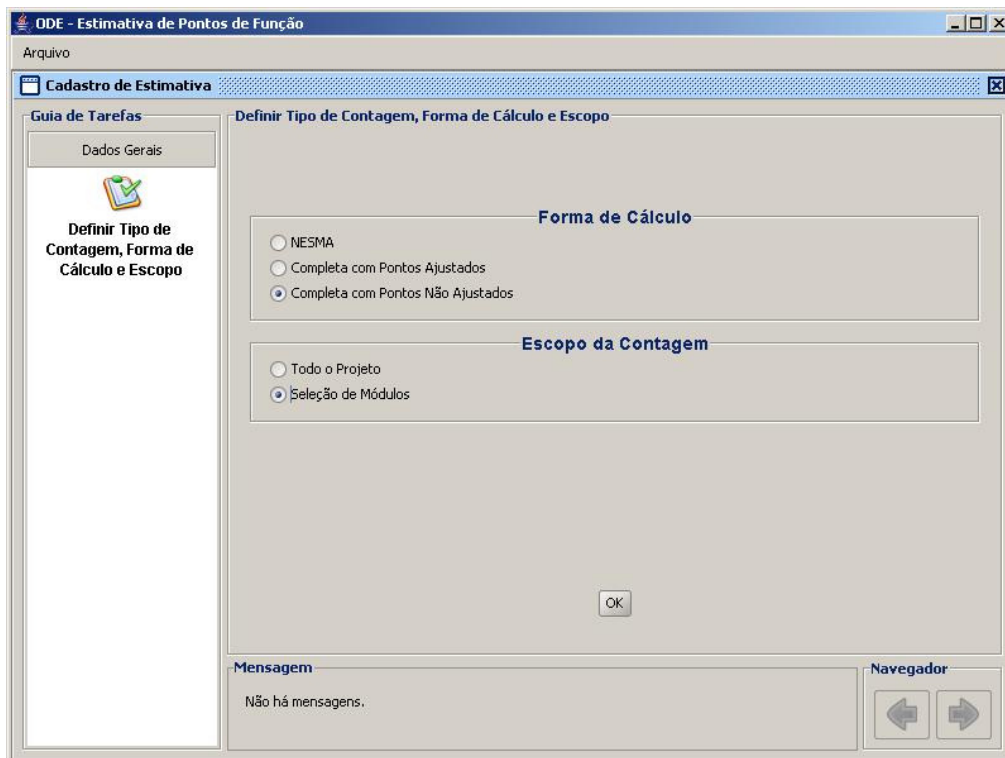 ODE - Estimativa de Pontos de Função
Arquivo
Cadastro de Estimativa
Guia de Tarefas
Dados Gerais
Definir Tipo de
Contagem, Forma de
Cálculo e Escopo
Definir Tipo de Contagem, Forma de Cálculo e Escopo
Forma de Cálculo
NESMA
Completa com Pontos Ajustados
Completa com Pontos Não Ajustados
Escopo da Contagem
Todo o Projeto
Seleção de Módulos
OK
Mensagem
Não há mensagens.
Navegador